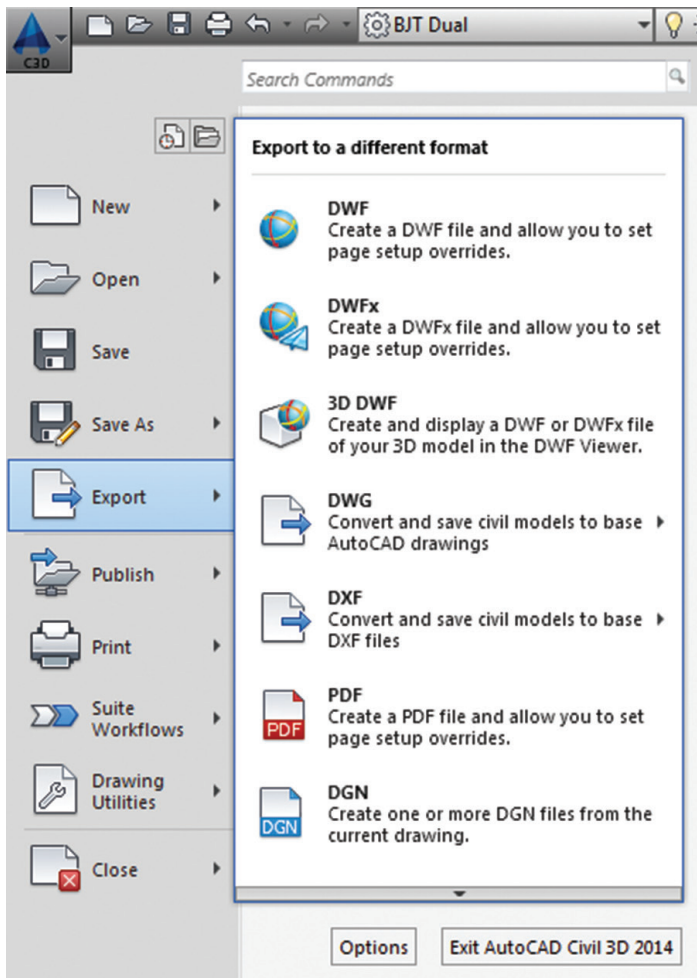 BJT Dual
C3D
Search Commands
Export to a different format
New
Open
Save
Save As
Export
Publish
Print
Suite
Workflows
Drawing
Utilities
Close
DWF
Create a DWF file and allow you to set
page setup overrides.
DWFx
Create a DWFx file and allow you to set
page setup overrides.
3D DWF
Create and display a DWF or DWFx file
of your 3D model in the DWF Viewer.
DWG
Convert and save civil models to base
AutoCAD drawings
DXF
Convert and save civil models to base
DXF files
PDF
PDF
Create a PDF file and allow you to set
page setup overrides.
DGN
DGN
Create one or more DGN files from the
current drawing.
Options
Exit AutoCAD Civil 3D 2014